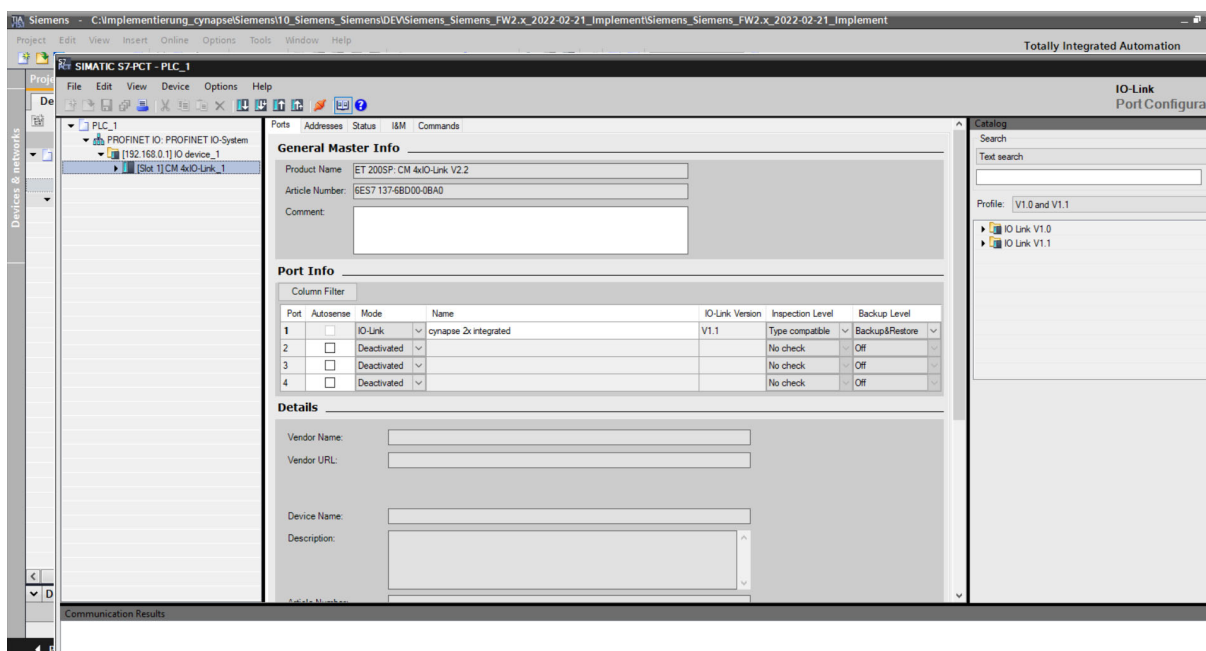 Siemens - C:\Implementierung_cynapse\Siemens\10_Siemens_Siemens\DEV\Siemens_Siemens_FW2.x_2022-02-21_Implement\Siemens_Siemens_FW2.x_2022-02-21_Implement
Project Edit View Insert Online Options Tools Window Help
Totally Integrated Automation
SIMATIC S7-PCT - PLC_1
File Edit View Device Options Help
IO-Link
Port Configura
Proje
De
Devices & networks
PLC_1
PROFINET IO: PROFINET IO-System
[192.168.0.1] IO device_1
[Slot 1] CM 4xIO-Link_1
Ports Addresses Status I&M Commands
General Master Info
Product Name ET 200SP: CM 4xIO-Link V2.2
Article Number: 6ES7 137-6BD00-0BA0
Comment:
Port Info
Column Filter
Port Autosense Mode Name IO-Link Version Inspection Level Backup Level
1 IO-Link cynapse 2x integrated V1.1 Type compatible Backup&Restore
2 Deactivated No check Off
3 Deactivated No check Off
4 Deactivated No check Off
Details
Vendor Name:
Vendor URL:
Device Name:
Description:
Article Number:
Catalog
Search
Text search
Profile: V1.0 and V1.1
IO Link V1.0
IO Link V1.1
D
Communication Results